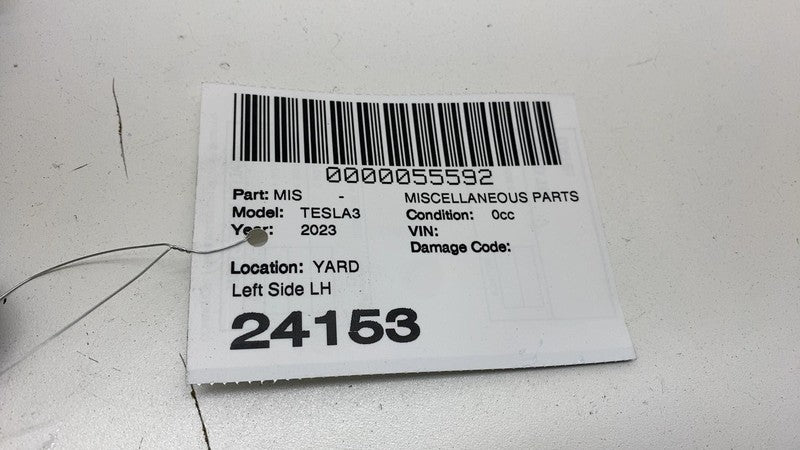 0000055592
Part: MIS - MISCELLANEOUS PARTS
Model: TESLA3 Condition: 0cc
Year: 2023 VIN:
Damage Code:
Location: YARD
Left Side LH
24153